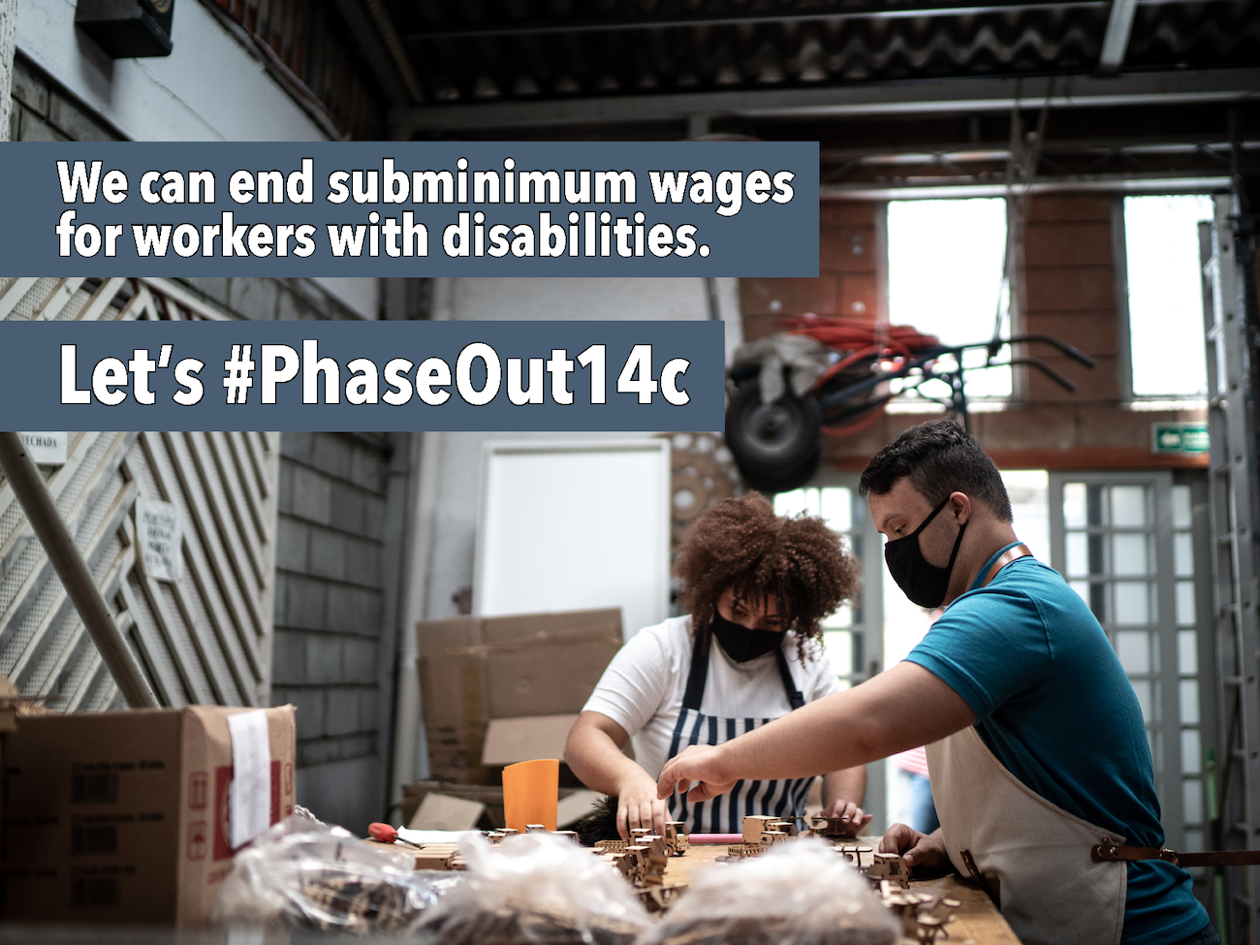 We can end subminimum wages
for workers with disabilities.
Let's #PhaseOut14c